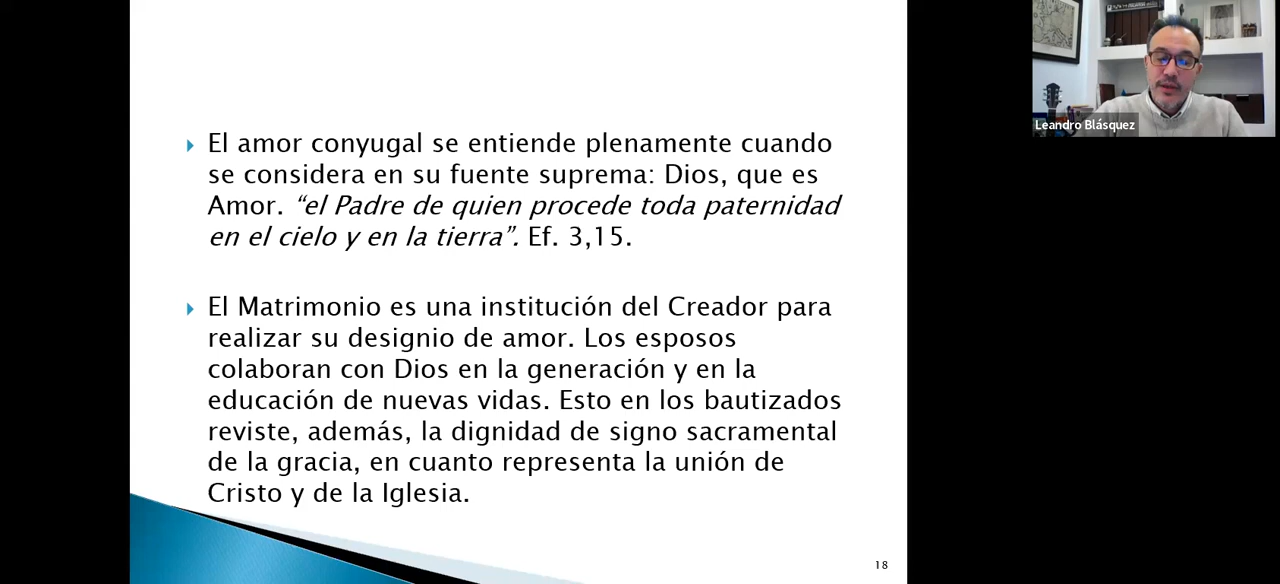 El amor conyugal se entiende plenamente cuando
se considera en su fuente suprema: Dios, que es
Amor. “el Padre de quien procede toda paternidad
en el cielo y en la tierra”. Ef. 3,15.
El Matrimonio es una institución del Creador para
realizar su designio de amor. Los esposos
colaboran con Dios en la generación y en la
educación de nuevas vidas. Esto en los bautizados
reviste, además, la dignidad de signo sacramental
de la gracia, en cuanto representa la unión de
Cristo y de la Iglesia.
18
Leandro Blásquez